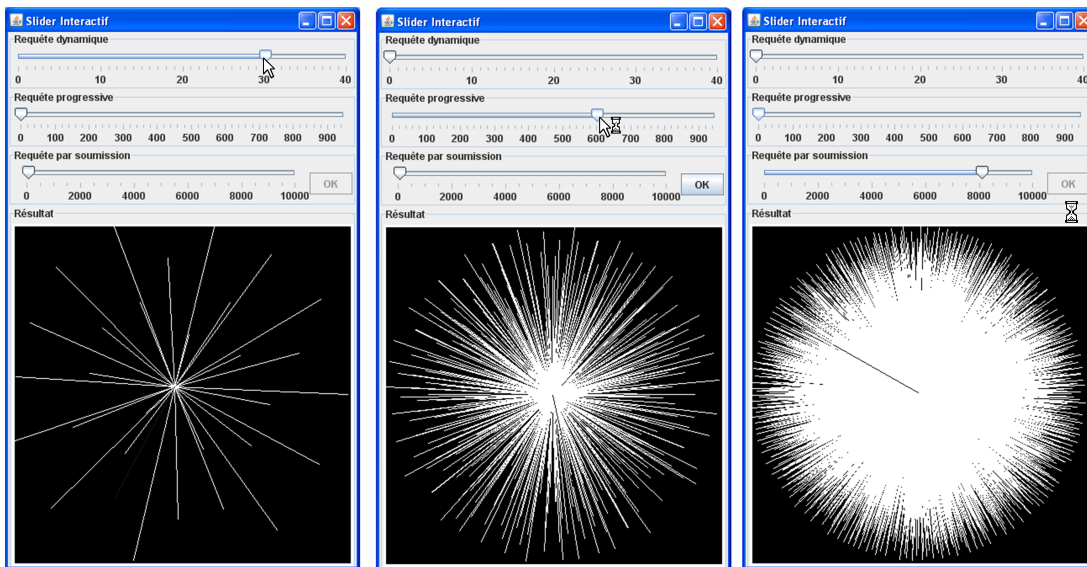 Slider Interactif
Requête dynamique
0 10 20 30 40
Requête progressive
0 100 200 300 400 500 600 700 800 900
Requête par soumission
OK
0 2000 4000 6000 8000 10000
Résultat
Slider Interactif
Requête dynamique
0 10 20 30 40
Requête progressive
0 100 200 300 400 500 600 700 800 900
Requête par soumission
OK
0 2000 4000 6000 8000 10000
Résultat
Slider Interactif
Requête dynamique
0 10 20 30 40
Requête progressive
0 100 200 300 400 500 600 700 800 900
Requête par soumission
OK
0 2000 4000 6000 8000 10000
Résultat